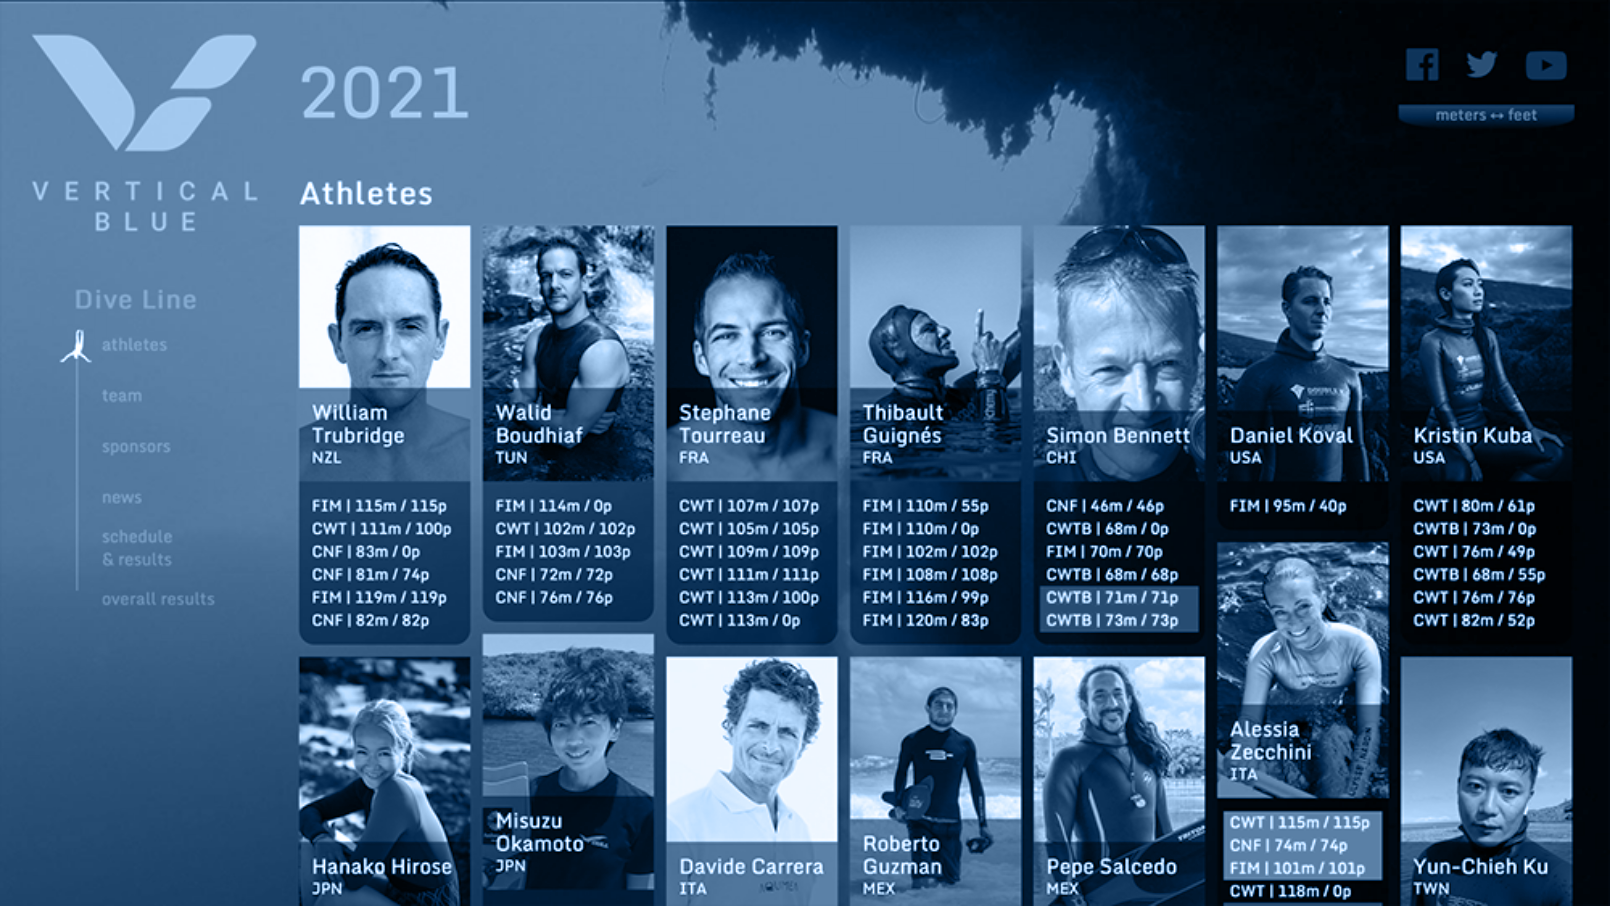 VERTICAL
BLUE
2021
meters ↔ feet
Dive Line
athletes
team
sponsors
news
schedule
& results
overall results
Athletes
William
Trubridge
NZL
FIM | 115m / 115p
CWT | 111m / 100p
CNF | 83m / 0p
CNF | 81m / 74p
FIM | 119m / 119p
CNF | 82m / 82p
Walid
Boudhiaf
TUN
FIM | 114m / 0p
CWT | 102m / 102p
FIM | 103m / 103p
CNF | 72m / 72p
CNF | 76m / 76p
Stephane
Tourreau
FRA
CWT | 107m / 107p
CWT | 105m / 105p
CWT | 109m / 109p
CWT | 111m / 111p
CWT | 113m / 100p
CWT | 113m / 0p
Thibault
Guignés
FRA
FIM | 110m / 55p
FIM | 110m / 0p
FIM | 102m / 102p
FIM | 108m / 108p
FIM | 116m / 99p
FIM | 120m / 83p
Simon Bennett
CHI
CNF | 46m / 46p
CWTB | 68m / 0p
FIM | 70m / 70p
CWTB | 68m / 68p
CWTB | 71m / 71p
CWTB | 73m / 73p
Daniel Koval
USA
FIM | 95m / 40p
Kristin Kuba
USA
CWT | 80m / 61p
CWTB | 73m / 0p
CWT | 76m / 49p
CWTB | 68m / 55p
CWT | 76m / 76p
CWT | 82m / 52p
Hanako Hirose
JPN
Misuzu
Okamoto
JPN
Davide Carrera
ITA
Roberto
Guzman
MEX
Pepe Salcedo
MEX
Alessia
Zecchini
ITA
CWT | 115m / 115p
CNF | 74m / 74p
FIM | 101m / 101p
CWT | 118m / 0p
Yun-Chieh Ku
TWN